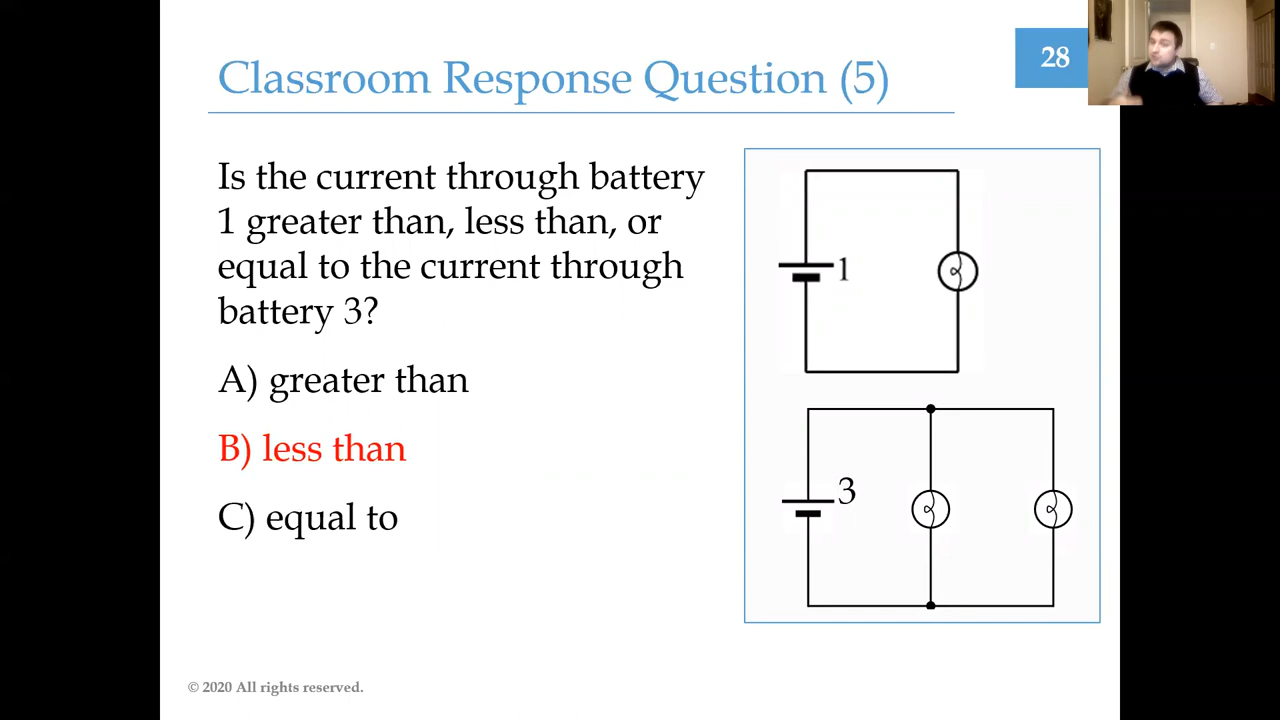 Classroom Response Question (5)
28
Is the current through battery
1 greater than, less than, or
equal to the current through
battery 3?
A) greater than
B) less than
C) equal to
1
3
© 2020 All rights reserved.